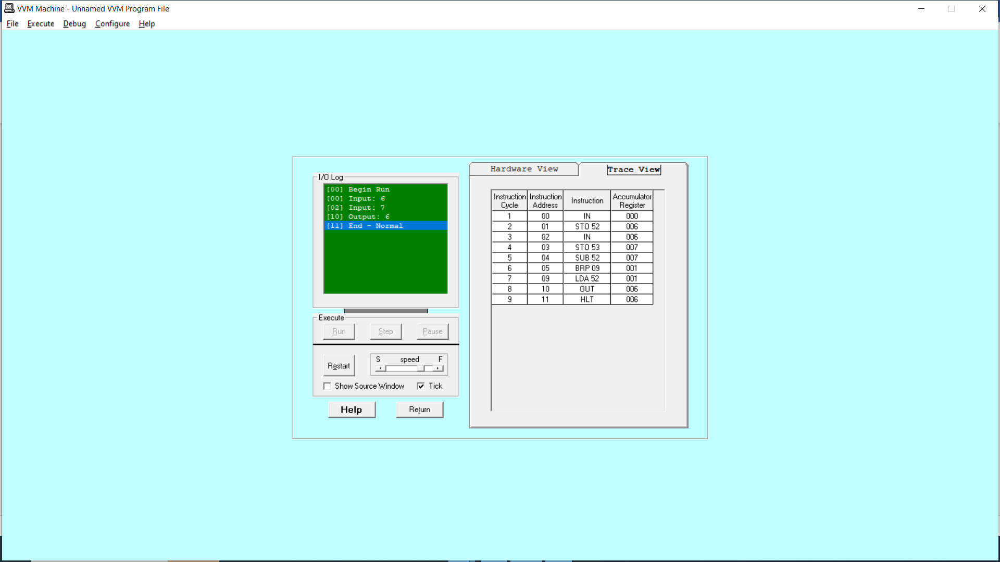 VVM Machine - Unnamed VVM Program File
File Execute Debug Configure Help
I/O Log
[00] Begin Run
[00] Input: 6
[02] Input: 7
[10] Output: 6
[11] End - Normal
Execute
Run Step Pause
Restart
S speed F
Show Source Window Tick
Help Return
Hardware View Trace View
Instruction Cycle Instruction Address Instruction Accumulator Register
1 00 IN 000
2 01 STO 52 006
3 02 IN 006
4 03 STO 53 007
5 04 SUB 52 007
6 05 BRP 09 001
7 09 LDA 52 001
8 10 OUT 006
9 11 HLT 006